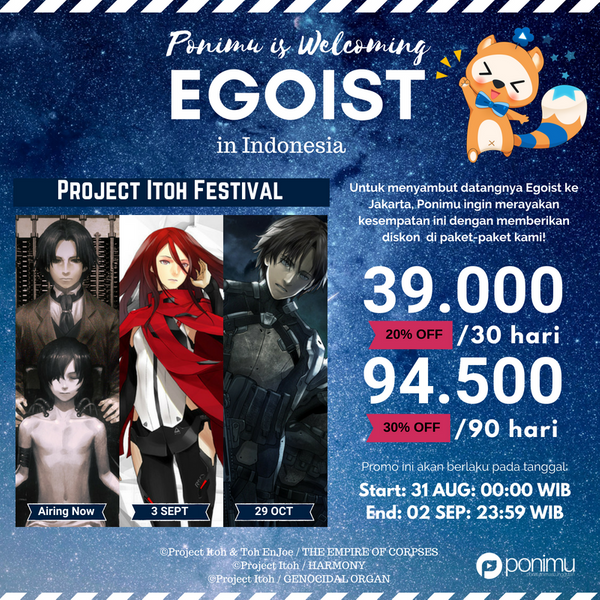 Ponimu is Welcoming
EGOIST
in Indonesia
PROJECT ITOH FESTIVAL
Airing Now
3 SEPT
29 OCT
Untuk menyambut datangnya Egoist ke
Jakarta, Ponimu ingin merayakan
kesempatan ini dengan memberikan
diskon di paket-paket kami!
39.000
20% OFF /30 hari
94.500
30% OFF /90 hari
Promo ini akan berlaku pada tanggal:
Start: 31 AUG: 00:00 WIB
End: 02 SEP: 23:59 WIB
©Project Itoh & Toh EnJoe / THE EMPIRE OF CORPSES
©Project Itoh / HARMONY
©Project Itoh / GENOCIDAL ORGAN
ponimu